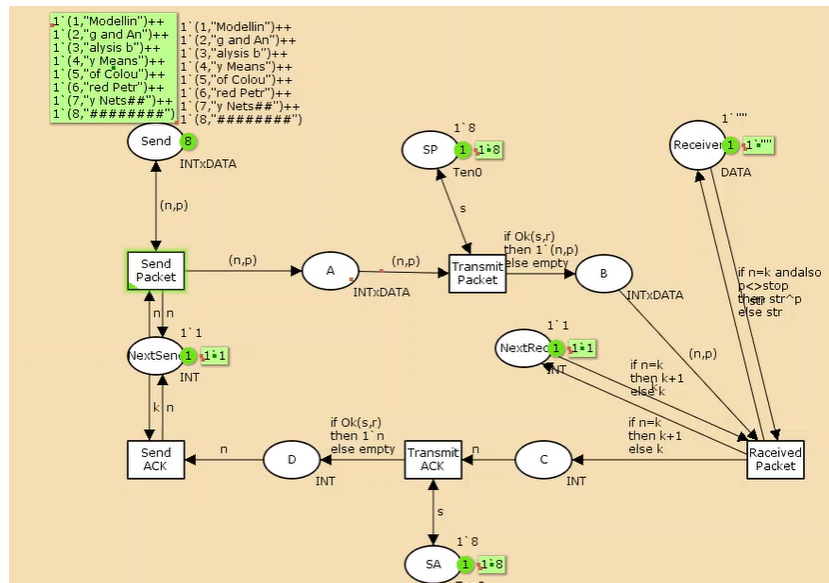 1`(1,"Modellin")++
1`(2,"g and An")++
1`(3,"alysis b")++
1`(4,"y Means")++
1`(5,"of Colou")++
1`(6,"red Petr")++
1`(7,"y Nets##")++
1`(8,"########")
1`(1,"Modellin")++
1`(2,"g and An")++
1`(3,"alysis b")++
1`(4,"y Means")++
1`(5,"of Colou")++
1`(6,"red Petr")++
1`(7,"y Nets##")++
1`(8,"########")
Send
8
INTxDATA
1`8
SP
1
1`8
Ten0
1`""
Receiver
1
1`""
DATA
(n,p)
s
if Ok(s,r)
then 1`(n,p)
else empty
Send
Packet
(n,p)
A
INTxDATA
(n,p)
Transmit
Packet
B
INTxDATA
if n=k andalso
p<>stop
then str^p
else str
str
n
n
1`1
NextSend
1
1`1
INT
1`1
NextRec
1
1`1
INT
(n,p)
if n=k
then k+1
else k
k
k
n
if n=k
then k+1
else k
Send
ACK
n
D
INT
if Ok(s,r)
then 1`n
else empty
Transmit
ACK
n
C
INT
Raceived
Packet
s
1`8
SA
1
1`8